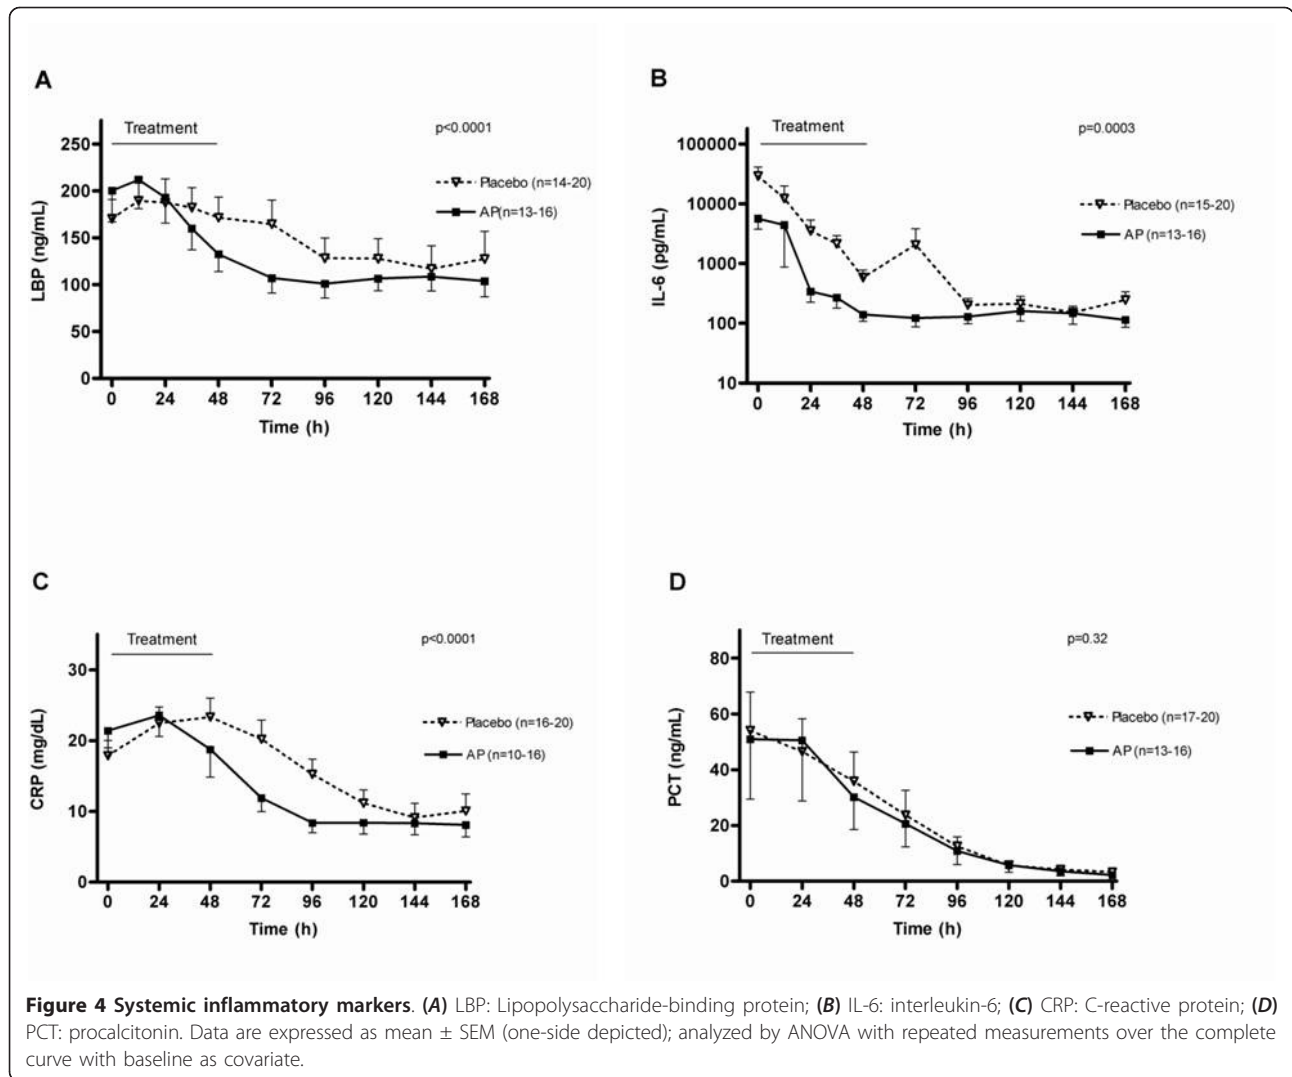 A
Treatment
p<0.0001
250
200
150
100
50
0
LBP (ng/mL)
Placebo (n=14-20)
AP(n=13-16)
0 24 48 72 96 120 144 168
Time (h)
B
Treatment
p=0.0003
100000
10000
1000
100
10
IL-6 (pg/mL)
Placebo (n=15-20)
AP (n=13-16)
0 24 48 72 96 120 144 168
Time (h)
C
Treatment
p<0.0001
30
20
10
0
CRP (mg/dL)
Placebo (n=16-20)
AP (n=10-16)
0 24 48 72 96 120 144 168
Time (h)
D
Treatment
p=0.32
80
60
40
20
0
PCT (ng/mL)
Placebo (n=17-20)
AP (n=13-16)
0 24 48 72 96 120 144 168
Time (h)
Figure 4 Systemic inflammatory markers. (A) LBP: Lipopolysaccharide-binding protein; (B) IL-6: interleukin-6; (C) CRP: C-reactive protein; (D)
PCT: procalcitonin. Data are expressed as mean ± SEM (one-side depicted); analyzed by ANOVA with repeated measurements over the complete
curve with baseline as covariate.